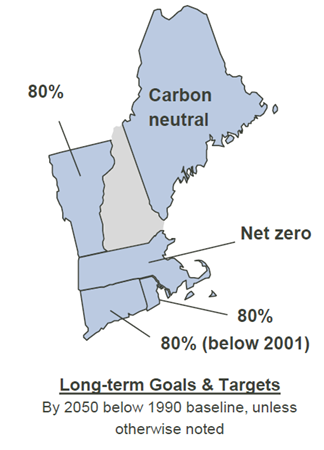 80%
Carbon
neutral
Net zero
80%
80% (below 2001)
Long-term Goals & Targets
By 2050 below 1990 baseline, unless
otherwise noted